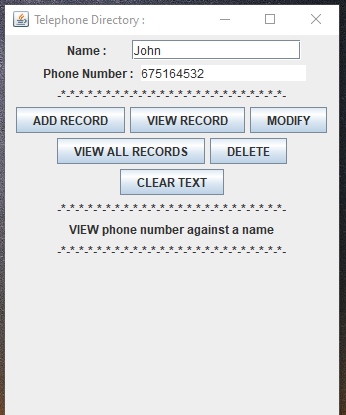 Telephone Directory :
Name : John
Phone Number : 675164532
-*-*-*-*-*-*-*-*-*-*-*-*-*-*-*-*-*-*-*-
ADD RECORD VIEW RECORD MODIFY
VIEW ALL RECORDS DELETE
CLEAR TEXT
-*-*-*-*-*-*-*-*-*-*-*-*-*-*-*-*-*-*-*-
VIEW phone number against a name
-*-*-*-*-*-*-*-*-*-*-*-*-*-*-*-*-*-*-*-